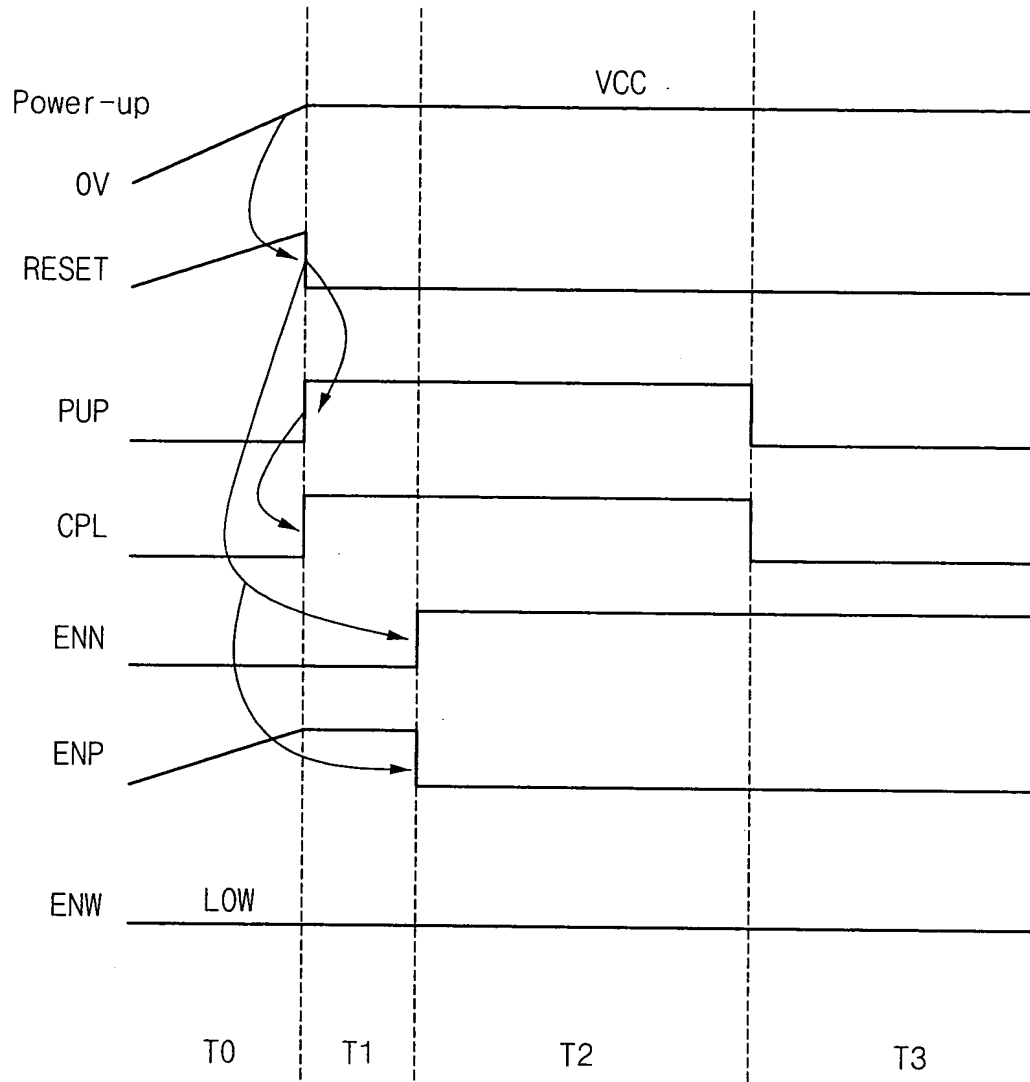 VCC
Power-up
0V
RESET
PUP
CPL
ENN
ENP
ENW LOW
T0 T1 T2 T3